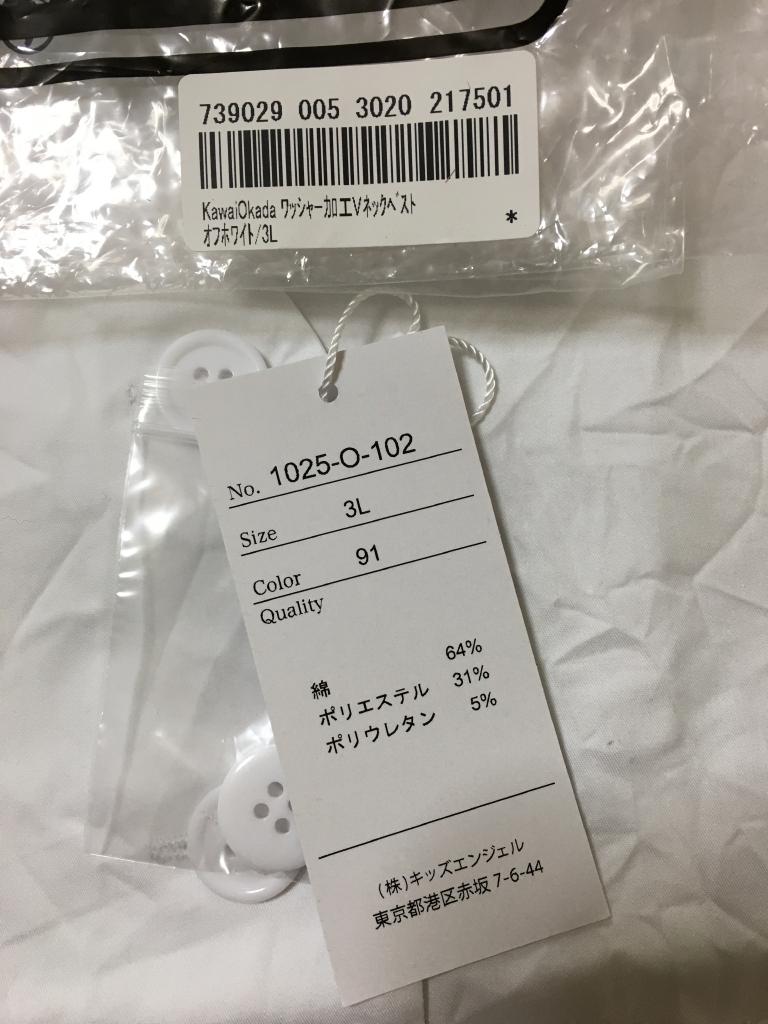 739029 005 3020 217501
KawaiOkada ワッシャー加工Vネックベスト
オフホワイト/3L *
No. 1025-O-102
Size 3L
Color 91
Quality
綿 64%
ポリエステル 31%
ポリウレタン 5%
(株)キッズエンジェル
東京都港区赤坂7-6-44